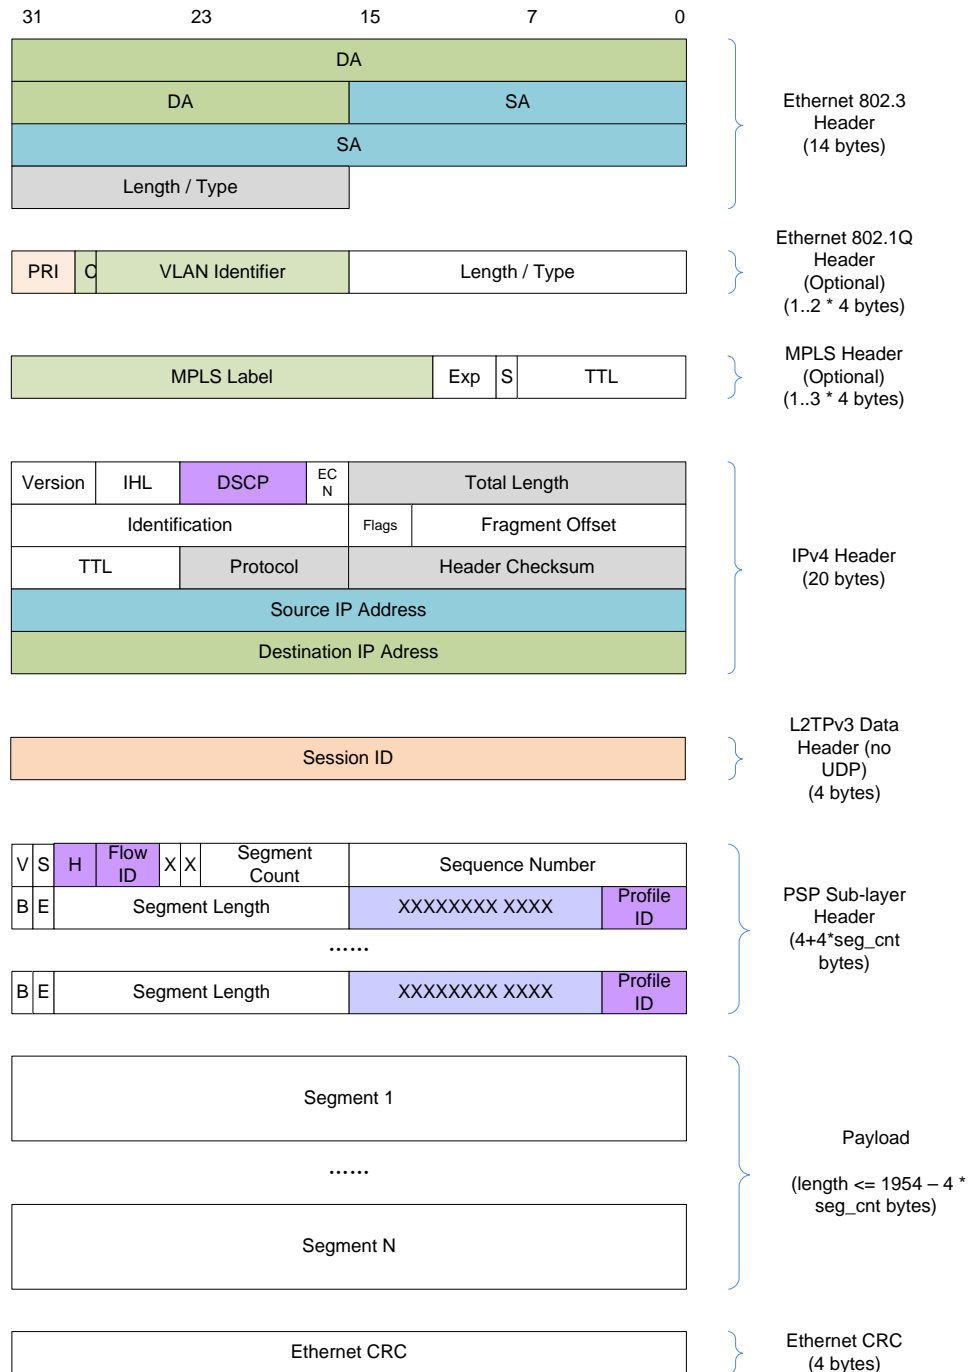 31 23 15 7 0
DA
DA SA
SA
Length / Type
Ethernet 802.3
Header
(14 bytes)
PRI C VLAN Identifier Length / Type
Ethernet 802.1Q
Header
(Optional)
(1..2 * 4 bytes)
MPLS Label Exp S TTL
MPLS Header
(Optional)
(1..3 * 4 bytes)
Version IHL DSCP EC
N Total Length
Identification Flags Fragment Offset
TTL Protocol Header Checksum
Source IP Address
Destination IP Adress
IPv4 Header
(20 bytes)
Session ID
L2TPv3 Data
Header (no
UDP)
(4 bytes)
V S H Flow
ID X X Segment
Count Sequence Number
B E Segment Length XXXXXXXX XXXX Profile
ID
......
B E Segment Length XXXXXXXX XXXX Profile
ID
PSP Sub-layer
Header
(4+4*seg_cnt
bytes)
Segment 1
......
Segment N
Payload
(length <= 1954 – 4 *
seg_cnt bytes)
Ethernet CRC
Ethernet CRC
(4 bytes)